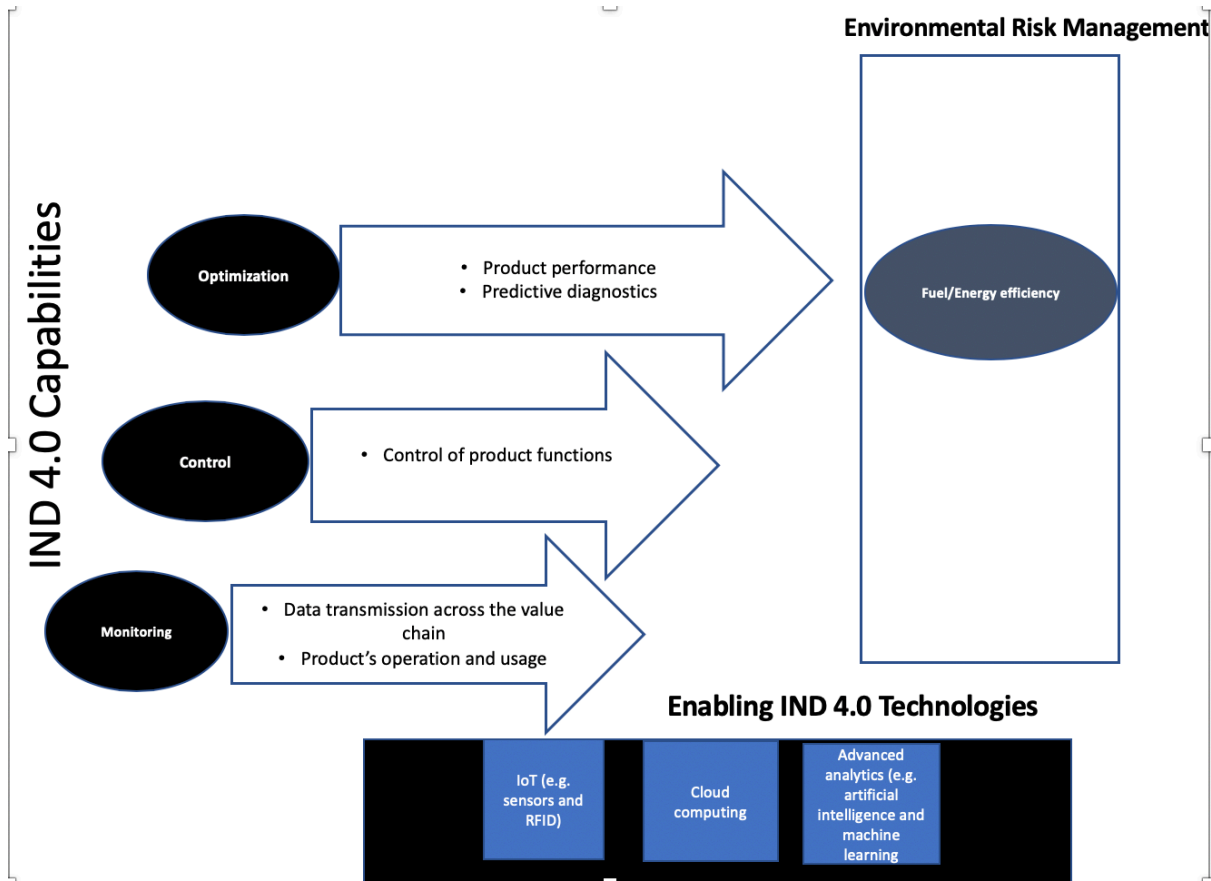 Environmental Risk Management
IND 4.0 Capabilities
Optimization
• Product performance
• Predictive diagnostics
Fuel/Energy efficiency
Control
• Control of product functions
Monitoring
• Data transmission across the value
chain
• Product's operation and usage
Enabling IND 4.0 Technologies
IoT (e.g.
sensors and
RFID)
Cloud
computing
Advanced
analytics (e.g.
artificial
intelligence and
machine
learning